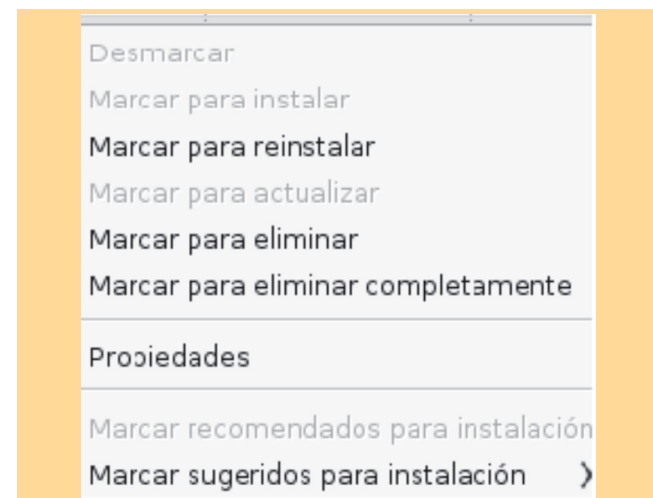 Desmarcar
Marcar para instalar
Marcar para reinstalar
Marcar para actualizar
Marcar para eliminar
Marcar para eliminar completamente
Propiedades
Marcar recomendados para instalación
Marcar sugeridos para instalación